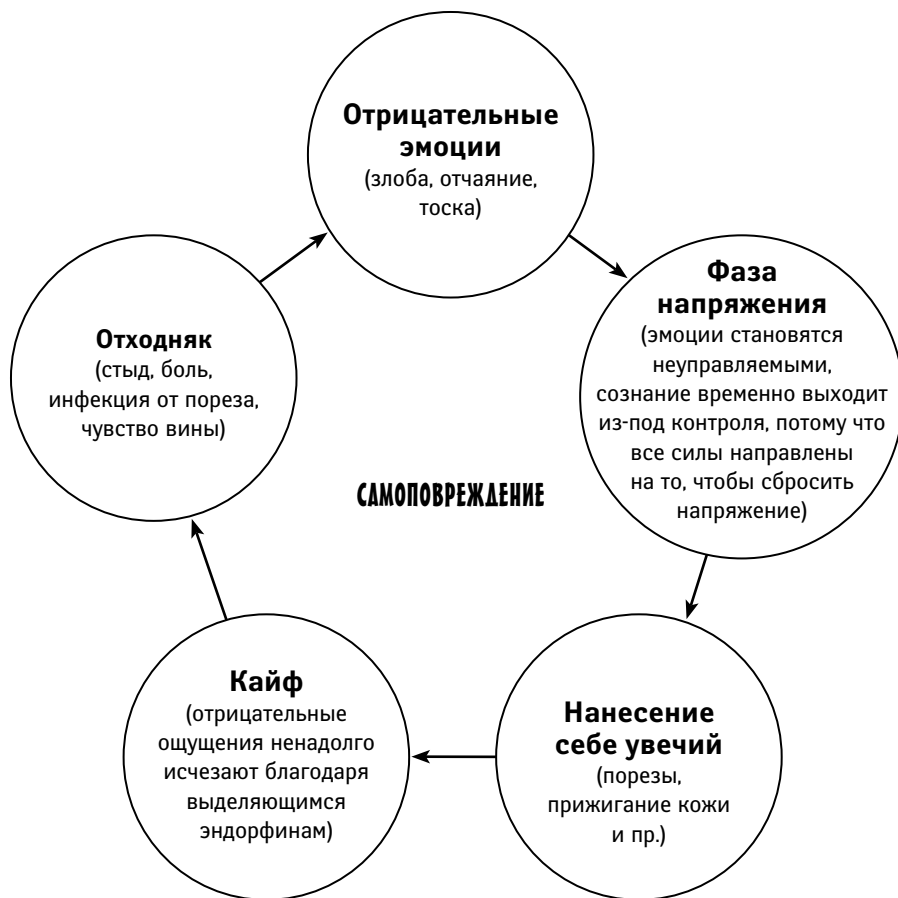 Отрицательные
эмоции
(злоба, отчаяние,
тоска)
Фаза
напряжения
(эмоции становятся
неуправляемыми,
сознание временно выходит
из-под контроля, потому что
все силы направлены
на то, чтобы сбросить
напряжение)
Нанесение
себе увечий
(порезы,
прижигание кожи
и пр.)
Кайф
(отрицательные
ощущения ненадолго
исчезают благодаря
выделяющимся
эндорфинам)
Отходняк
(стыд, боль,
инфекция от пореза,
чувство вины)
САМОПОВРЕЖДЕНИЕ